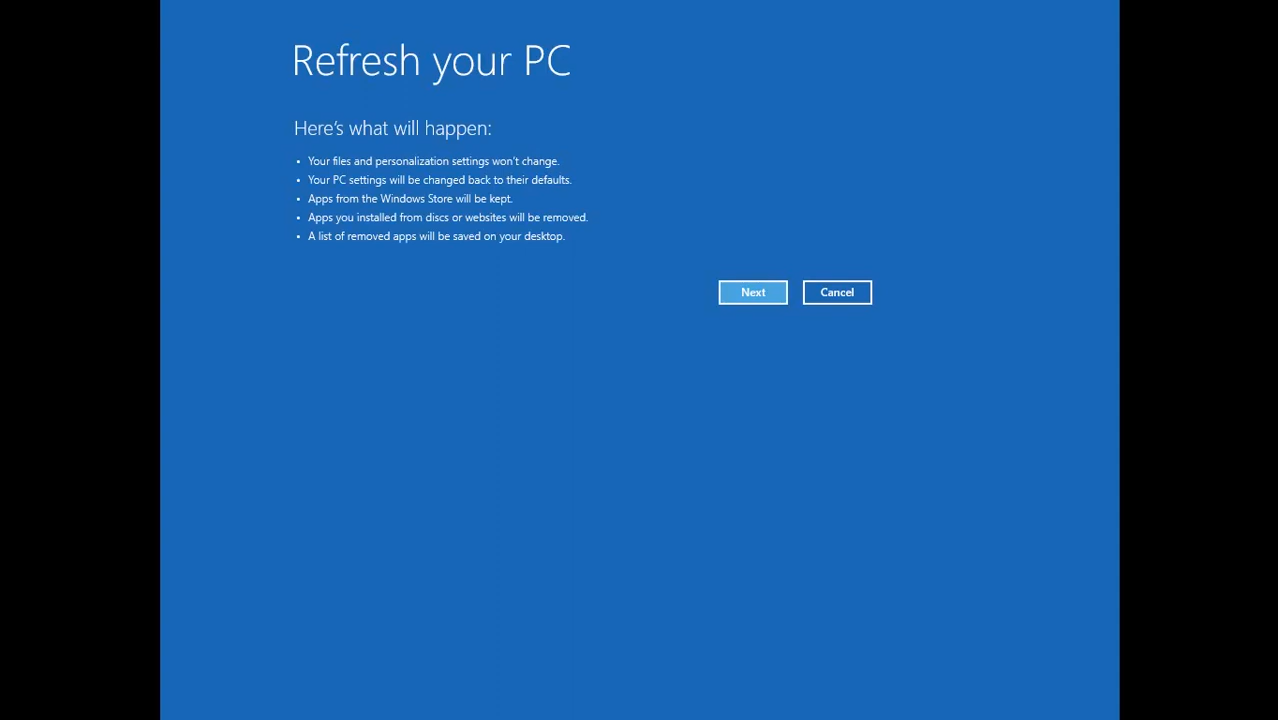 Refresh your PC
Here's what will happen:
• Your files and personalization settings won't change.
• Your PC settings will be changed back to their defaults.
• Apps from the Windows Store will be kept.
• Apps you installed from discs or websites will be removed.
• A list of removed apps will be saved on your desktop.
Next Cancel